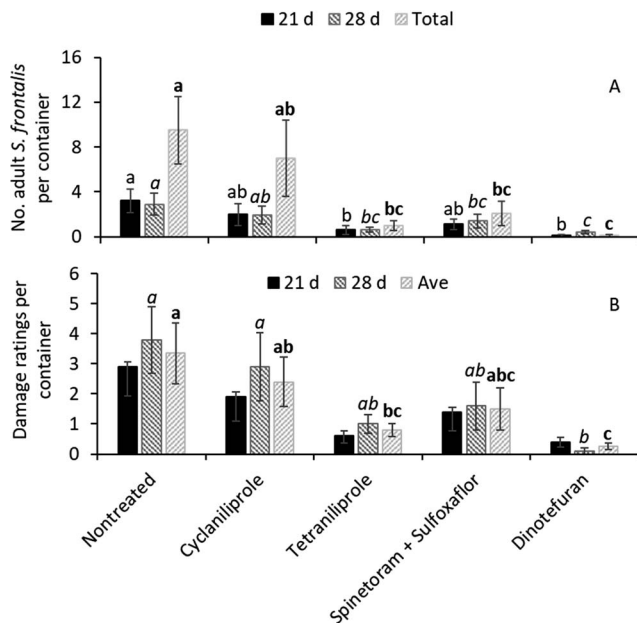 21 d 28 d Total
A
No. adult S. frontalis
per container
16
12
8
4
0
a a a
ab ab ab
b bc bc
ab bc bc
b c c
21 d 28 d Ave
B
Damage ratings per
container
6
5
4
3
2
1
0
a a
a ab
ab bc
ab abc
b c
Nontreated
Cyclaniliprole
Tetraniliprole
Spinetoram + Sulfoxaflor
Dinotefuran